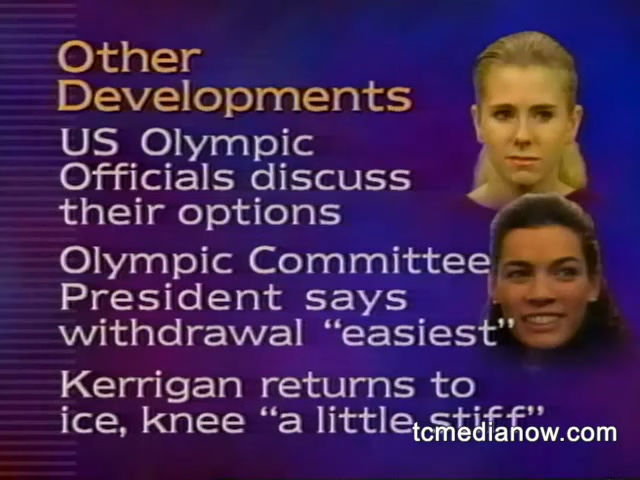 Other
Developments
US Olympic
Officials discuss
their options
Olympic Committee
President says
withdrawal “easiest”
Kerrigan returns to
ice, knee “a little stiff”
tcmedianow.com